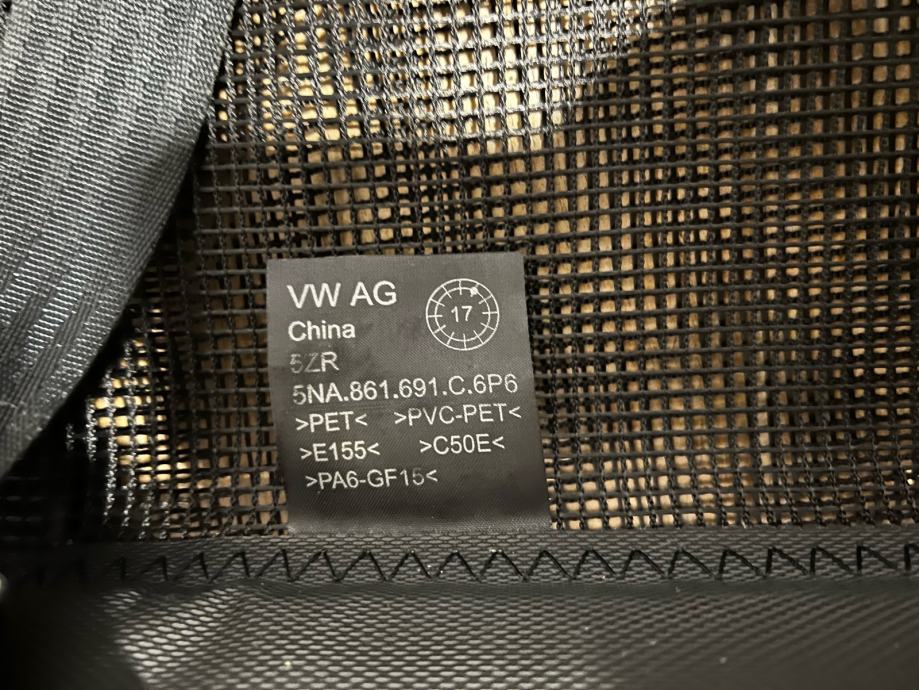 VW AG
17
China
5ZR
5NA.861.691.C.6P6
>PET< >PVC-PET<
>E155< >C50E<
>PA6-GF15<